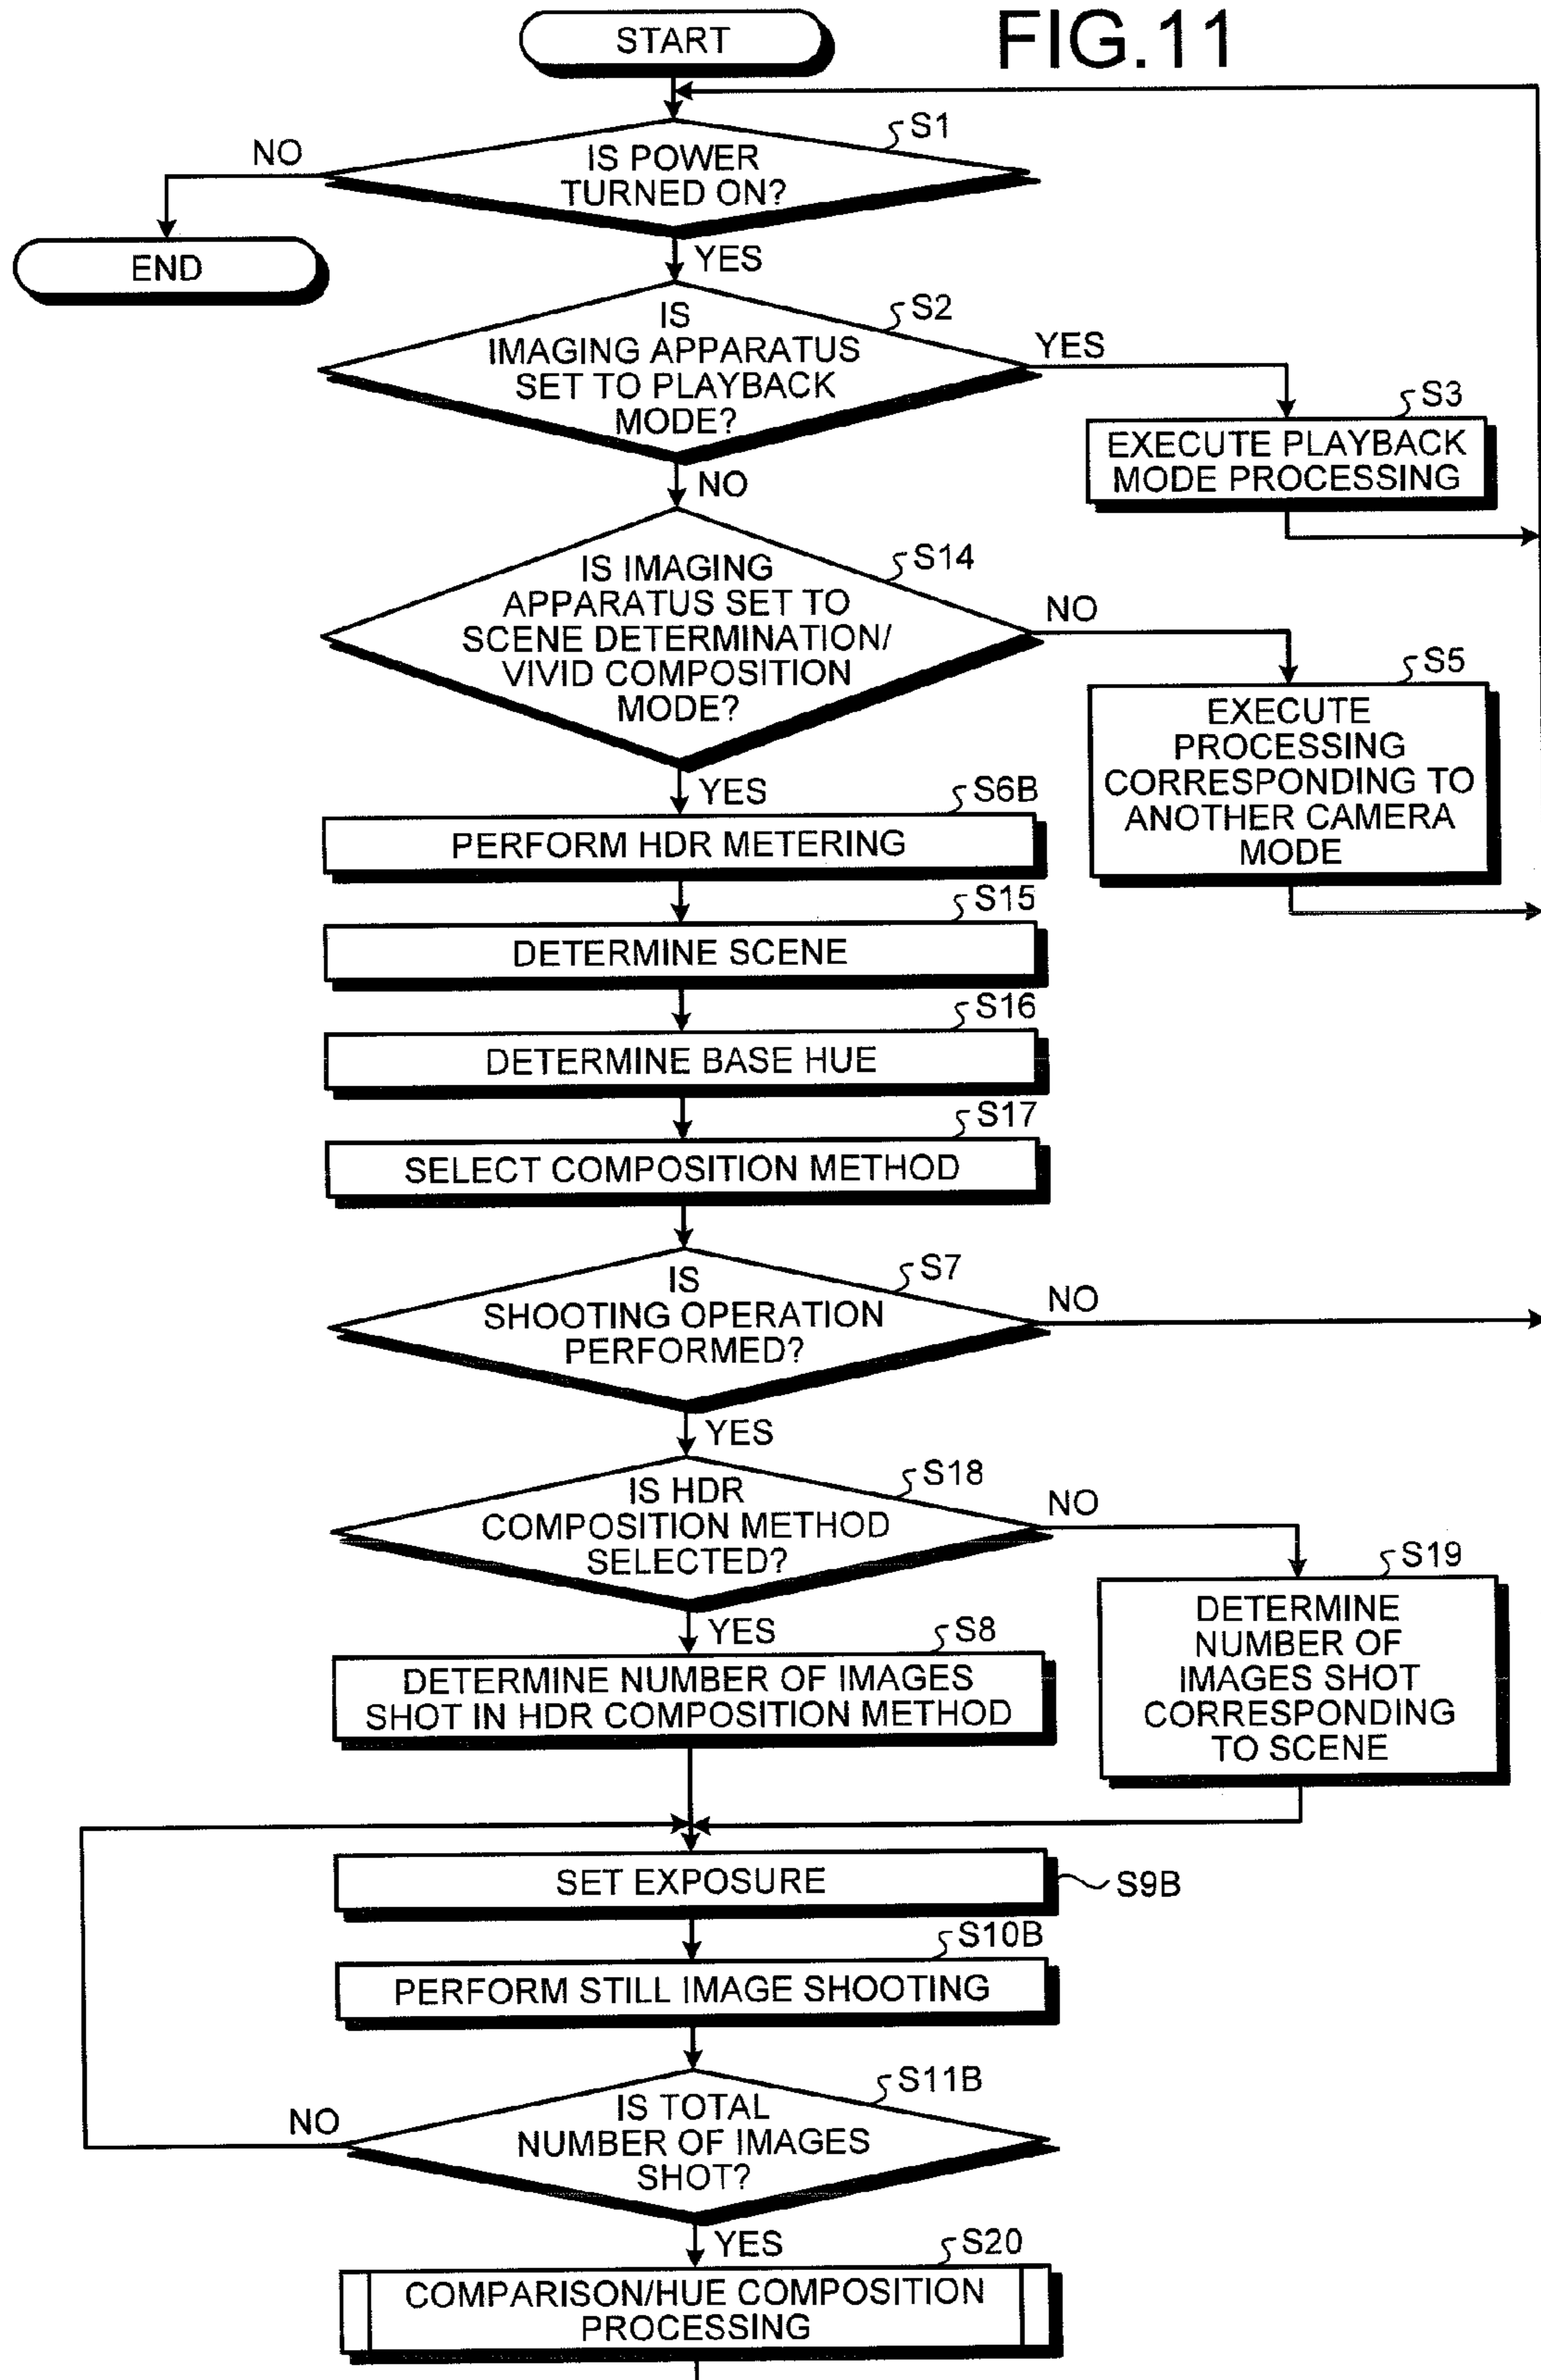 FIG.11
START
S1
NO
IS POWER
TURNED ON?
END
YES
S2
IS
IMAGING APPARATUS
SET TO PLAYBACK
MODE?
YES
S3
EXECUTE PLAYBACK
MODE PROCESSING
NO
S14
IS IMAGING
APPARATUS SET TO
SCENE DETERMINATION/
VIVID COMPOSITION
MODE?
NO
S5
EXECUTE
PROCESSING
CORRESPONDING TO
ANOTHER CAMERA
MODE
YES
S6B
PERFORM HDR METERING
S15
DETERMINE SCENE
S16
DETERMINE BASE HUE
S17
SELECT COMPOSITION METHOD
S7
IS
SHOOTING OPERATION
PERFORMED?
NO
YES
S18
IS HDR
COMPOSITION METHOD
SELECTED?
NO
S19
DETERMINE
NUMBER OF
IMAGES SHOT
CORRESPONDING
TO SCENE
YES
S8
DETERMINE NUMBER OF IMAGES
SHOT IN HDR COMPOSITION METHOD
SET EXPOSURE
S9B
S10B
PERFORM STILL IMAGE SHOOTING
S11B
NO
IS TOTAL
NUMBER OF IMAGES
SHOT?
YES
S20
COMPARISON/HUE COMPOSITION
PROCESSING